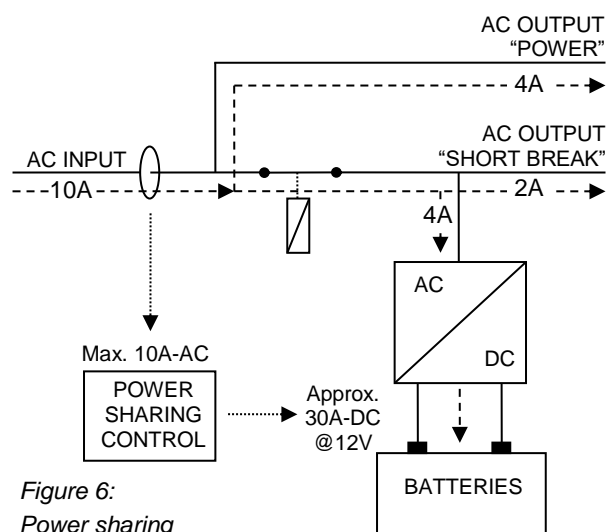 AC OUTPUT
“POWER”
4A
AC OUTPUT
“SHORT BREAK”
AC INPUT
10A
2A
4A
AC
DC
Max. 10A-AC
POWER
SHARING
CONTROL
Approx.
30A-DC
@12V
BATTERIES
Figure 6:
Power sharing